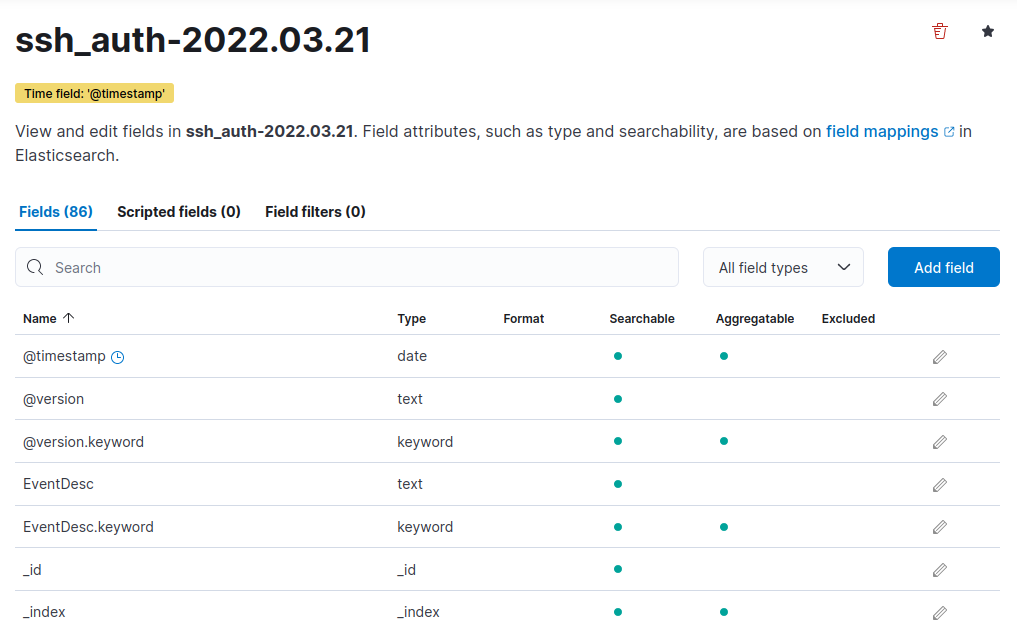 ssh_auth-2022.03.21
Time field: '@timestamp'
View and edit fields in ssh_auth-2022.03.21. Field attributes, such as type and searchability, are based on field mappings in
Elasticsearch.
Fields (86) Scripted fields (0) Field filters (0)
Search All field types Add field
Name Type Format Searchable Aggregatable Excluded
@timestamp date
@version text
@version.keyword keyword
EventDesc text
EventDesc.keyword keyword
_id _id
_index _index